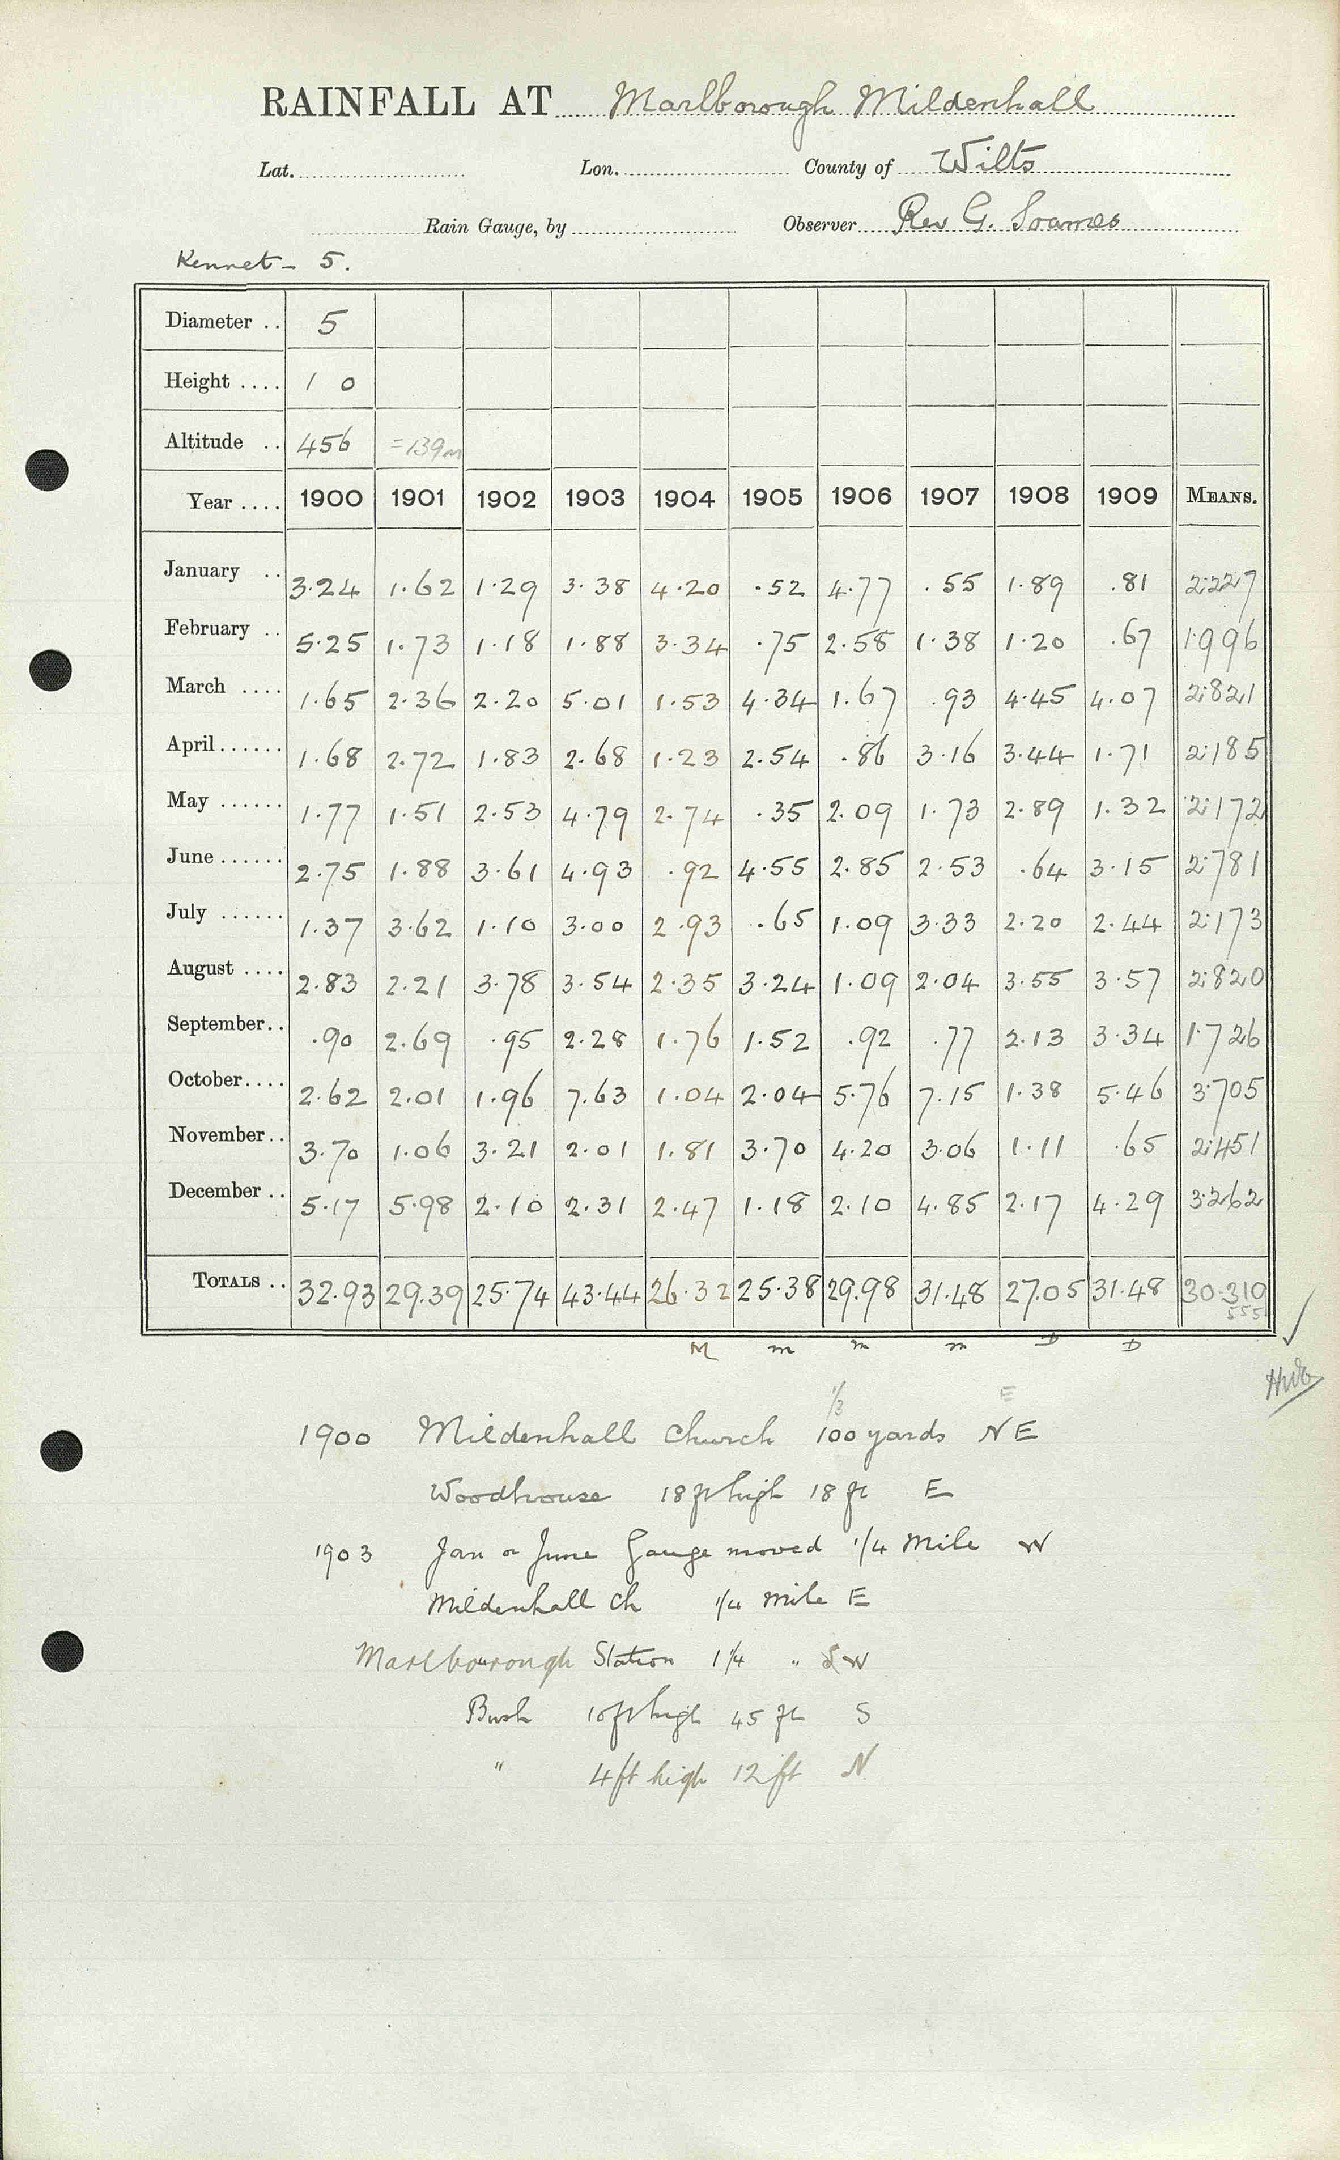 RAINFALL AT Marlborough Mildenhall
Lat. Lon. County of Wilts
Rain Gauge, by Observer Rev G. Soames
Kennet - 5.
Diameter .. 5
Height .... 1 0
Altitude .. 456 =139m
Year .... 1900 1901 1902 1903 1904 1905 1906 1907 1908 1909 MEANS.
January .. 3.24 1.62 1.29 3.38 4.20 .52 4.77 .55 1.89 .81 2.227
February .. 5.25 1.73 1.18 1.88 3.34 .75 2.58 1.38 1.20 .67 1.996
March .... 1.65 2.36 2.20 5.01 1.53 4.34 1.67 .93 4.45 4.07 2.821
April...... 1.68 2.72 1.83 2.68 1.23 2.54 .86 3.16 3.44 1.71 2.185
May ...... 1.77 1.51 2.53 4.79 2.74 .35 2.09 1.73 2.89 1.32 2.172
June ...... 2.75 1.88 3.61 4.93 .92 4.55 2.85 2.53 .64 3.15 2.781
July ...... 1.37 3.62 1.10 3.00 2.93 .65 1.09 3.33 2.20 2.44 2.173
August .... 2.83 2.21 3.78 3.54 2.35 3.24 1.09 2.04 3.55 3.57 2.820
September.. .90 2.69 .95 2.28 1.76 1.52 .92 .77 2.13 3.34 1.726
October.... 2.62 2.01 1.96 7.63 1.04 2.04 5.76 7.15 1.38 5.46 3.705
November.. 3.70 1.06 3.21 2.01 1.81 3.70 4.20 3.06 1.11 .65 2.451
December .. 5.17 5.98 2.10 2.31 2.47 1.18 2.10 4.85 2.17 4.29 3.262
TOTALS .. 32.93 29.39 25.74 43.44 26.32 25.38 29.98 31.48 27.05 31.48 30.310
555
M m m m D D
1/3 E
1900 Mildenhall Church 100 yards NE
Woodhouse 18 ft high 18 ft E
1903 Jan or June Gauge moved 1/4 Mile W
Mildenhall Ch 1/4 mile E
Marlborough Station 1 1/4 " SW
Bush 10 ft high 45 ft S
" 4 ft high 12 ft N